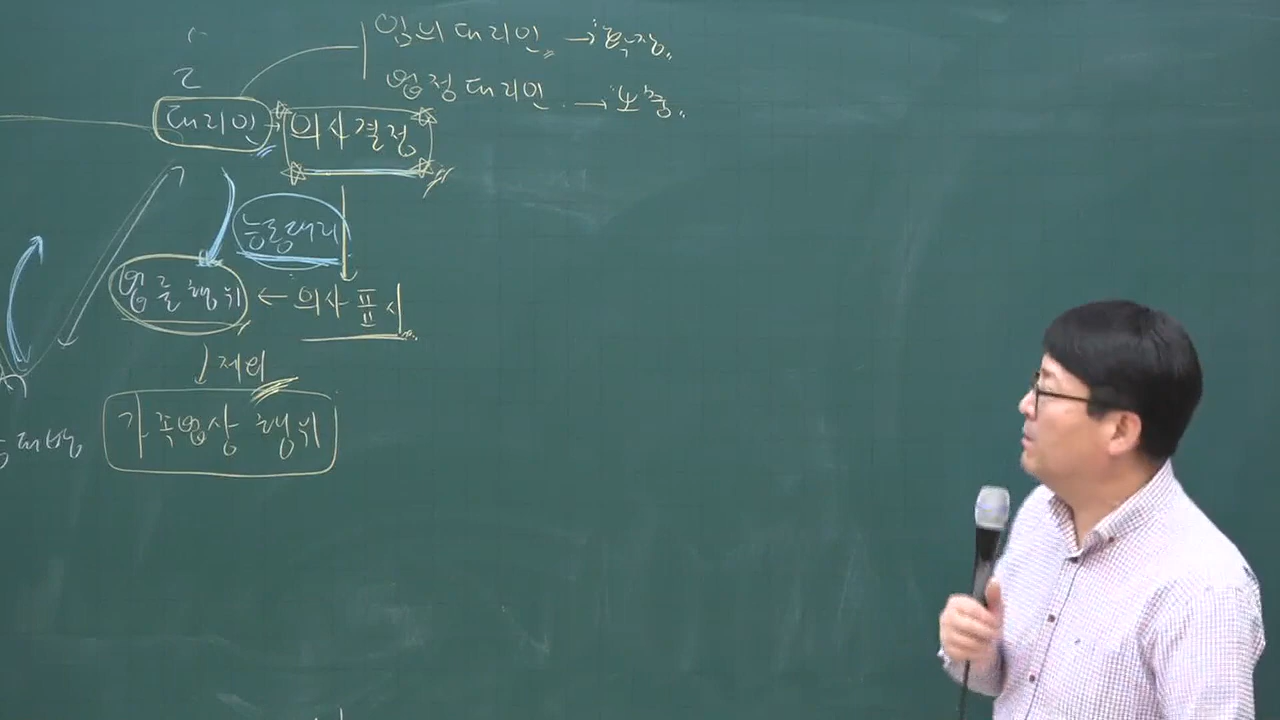 임의대리인 → 확장
2
법정대리인 → 보충
대리인 → 의사결정
능동대리
법률행위 ← 의사표시
↓ 제외
가족법상 행위